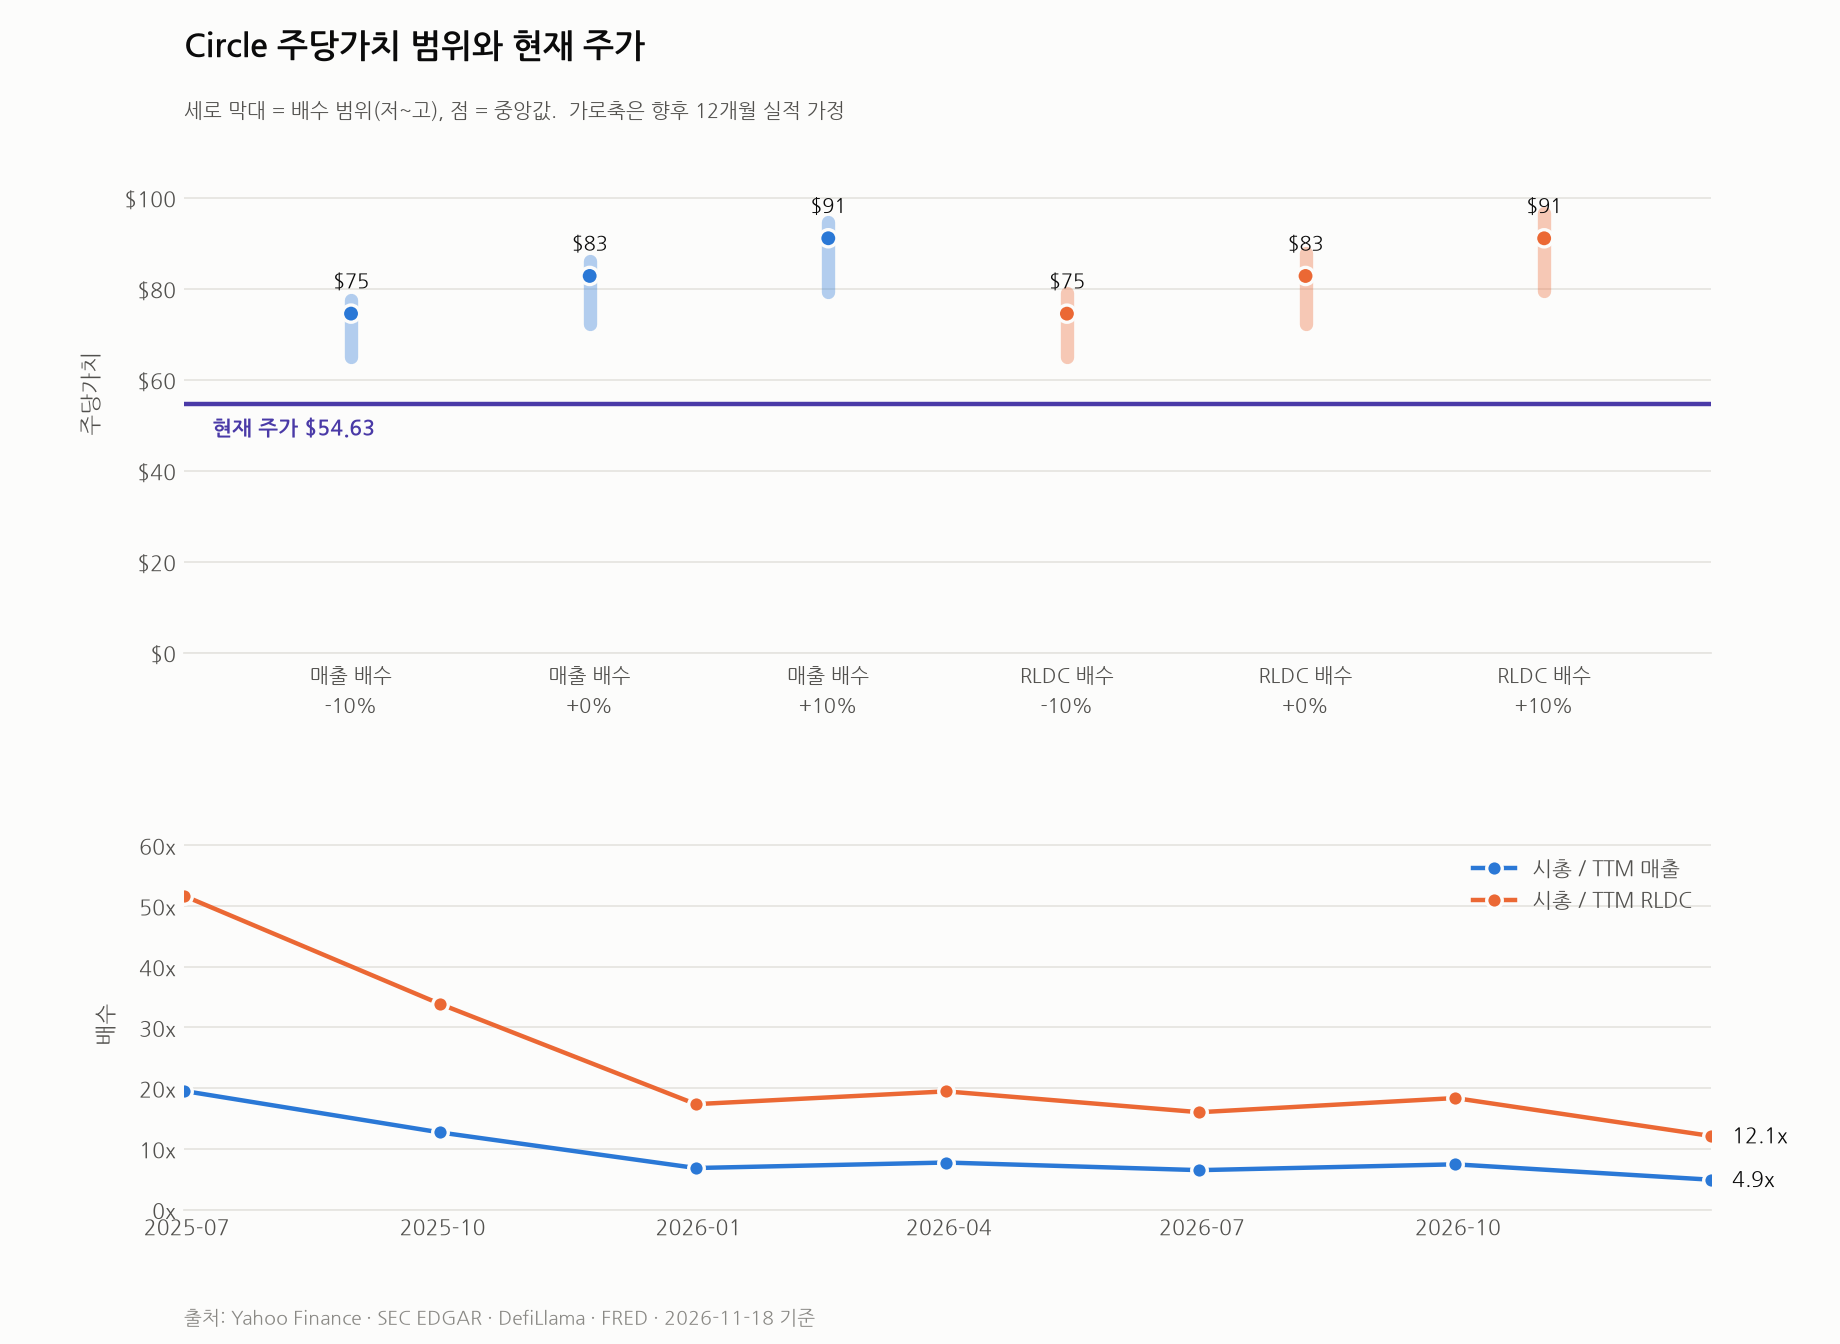 Circle 주당가치 범위와 현재 주가
세로 막대 = 배수 범위(저~고), 점 = 중앙값.  가로축은 향후 12개월 실적 가정
주당가치
$100
$80
$60
$40
$20
$0
$75
$83
$91
$75
$83
$91
현재 주가 $54.63
매출 배수
-10%
매출 배수
+0%
매출 배수
+10%
RLDC 배수
-10%
RLDC 배수
+0%
RLDC 배수
+10%
배수
60x
50x
40x
30x
20x
10x
0x
시총 / TTM 매출
시총 / TTM RLDC
12.1x
4.9x
2025-07
2025-10
2026-01
2026-04
2026-07
2026-10
출처: Yahoo Finance · SEC EDGAR · DefiLlama · FRED · 2026-11-18 기준